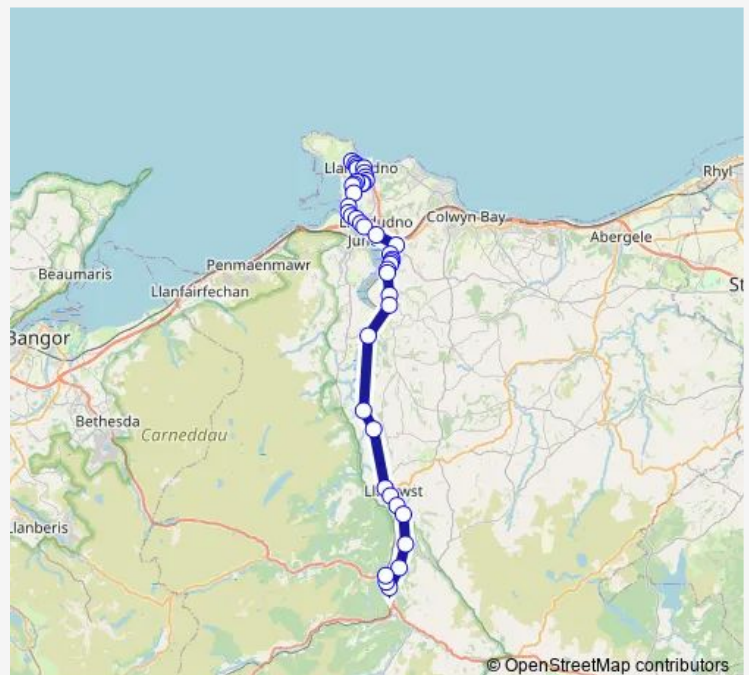 Rhyl
Colwyn Bay
Abergele
Penmaenmawr
Beaumaris
Llanfairfechan
St
Bangor
Bethesda
Carneddau
Llanberis
© OpenStreetMap contributors